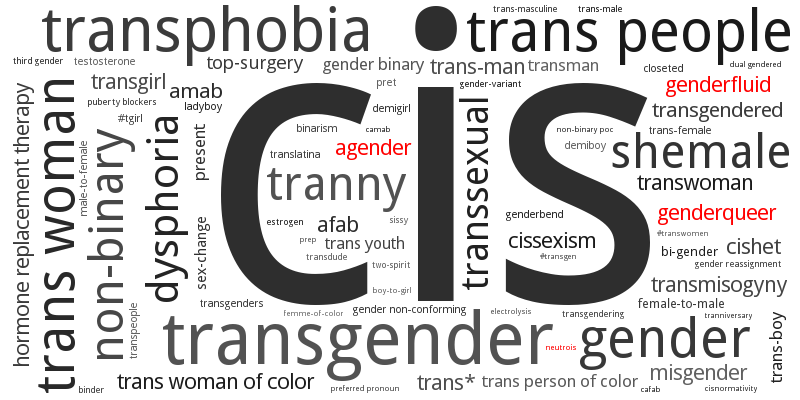 transphobia
trans people
trans-masculine
trans-male
third gender
testosterone
top-surgery
gender binary
trans-man
transman
closeted
dual gendered
transgirl
amab
pret
gender-variant
genderfluid
puberty blockers
ladyboy
demigirl
transgendered
#tgirl
binarism
camab
non-binary poc
trans-female
hormone replacement therapy
trans woman
male-to-female
non-binary
dysphoria
present
cis
agender
demiboy
shemale
translatina
tranny
transsexual
transwoman
estrogen
afab
sissy
genderbend
genderqueer
prep
trans youth
cissexism
#transwomen
sex-change
transdude
#transgen
bi-gender
cishet
two-spirit
gender reassignment
boy-to-girl
transmisogyny
transgenders
femme-of-color
gender non-conforming
electrolysis
transgendering
female-to-male
tranniversary
transpeople
transgender
neutrois
gender
trans-boy
misgender
binder
trans woman of color
preferred pronoun
trans*
trans person of color
cafab
cisnormativity